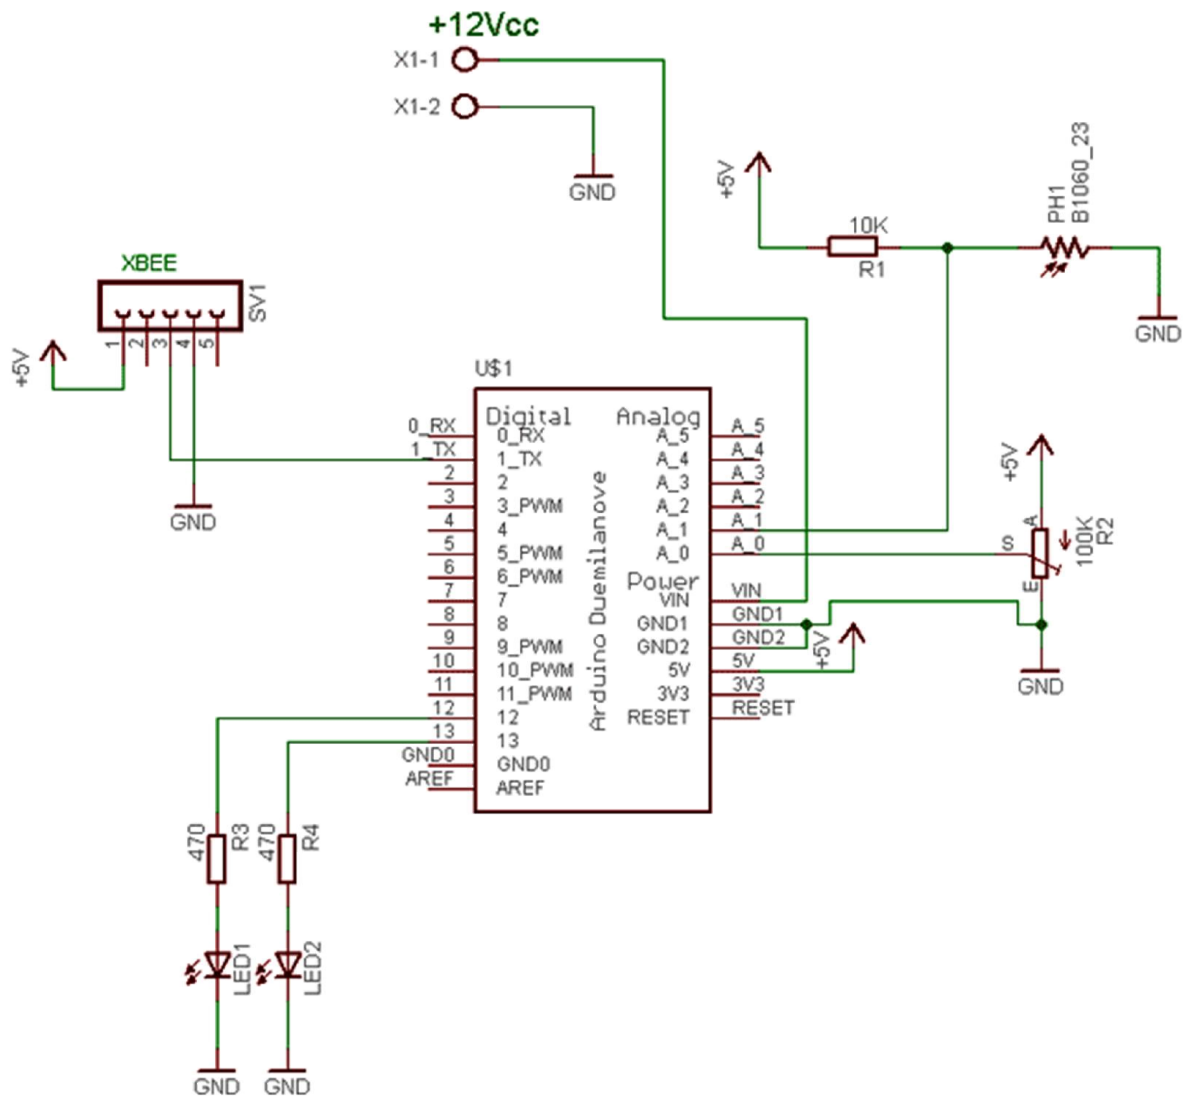 +12Vcc
X1-1
X1-2
GND
+5V
10K
R1
PH1
B1060_23
GND
XBEE
SV1
1
2
3
4
5
+5V
GND
U$1
Digital
Analog
0_RX
0_RX
A_5
A_5
1_TX
1_TX
A_4
A_4
2
2
A_3
A_3
3
3_PWM
A_2
A_2
4
4
A_1
A_1
5
5_PWM
A_0
A_0
6
6_PWM
Power
7
7
VIN
VIN
8
8
GND1
GND1
9
9_PWM
GND2
GND2
10
10_PWM
5V
5V
11
11_PWM
3V3
3V3
12
12
RESET
RESET
13
13
GND0
GND0
AREF
AREF
Arduino Duemilanove
+5V
+5V
A
S
E
100K
R2
GND
470
R3
470
R4
LED1
LED2
GND
GND